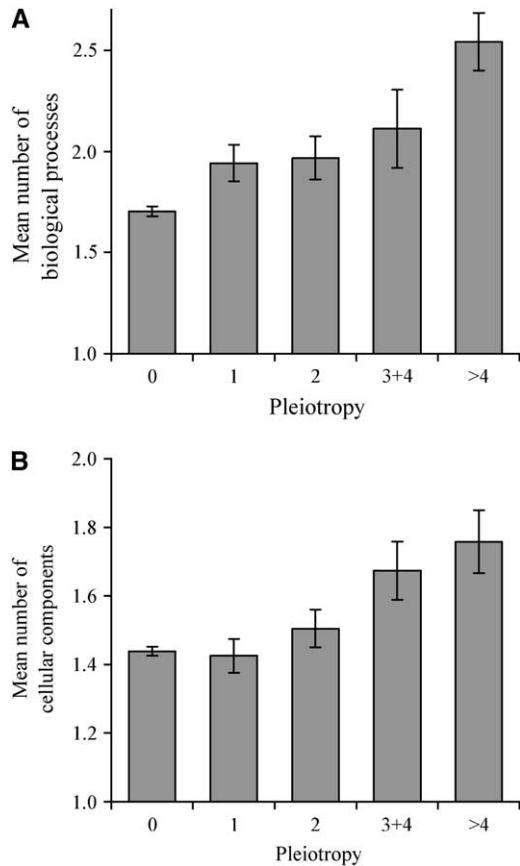 A
Mean number of
biological processes
2.5
2.0
1.5
1.0
0 1 2 3+4 >4
Pleiotropy
B
Mean number of
cellular components
2.0
1.8
1.6
1.4
1.2
1.0
0 1 2 3+4 >4
Pleiotropy